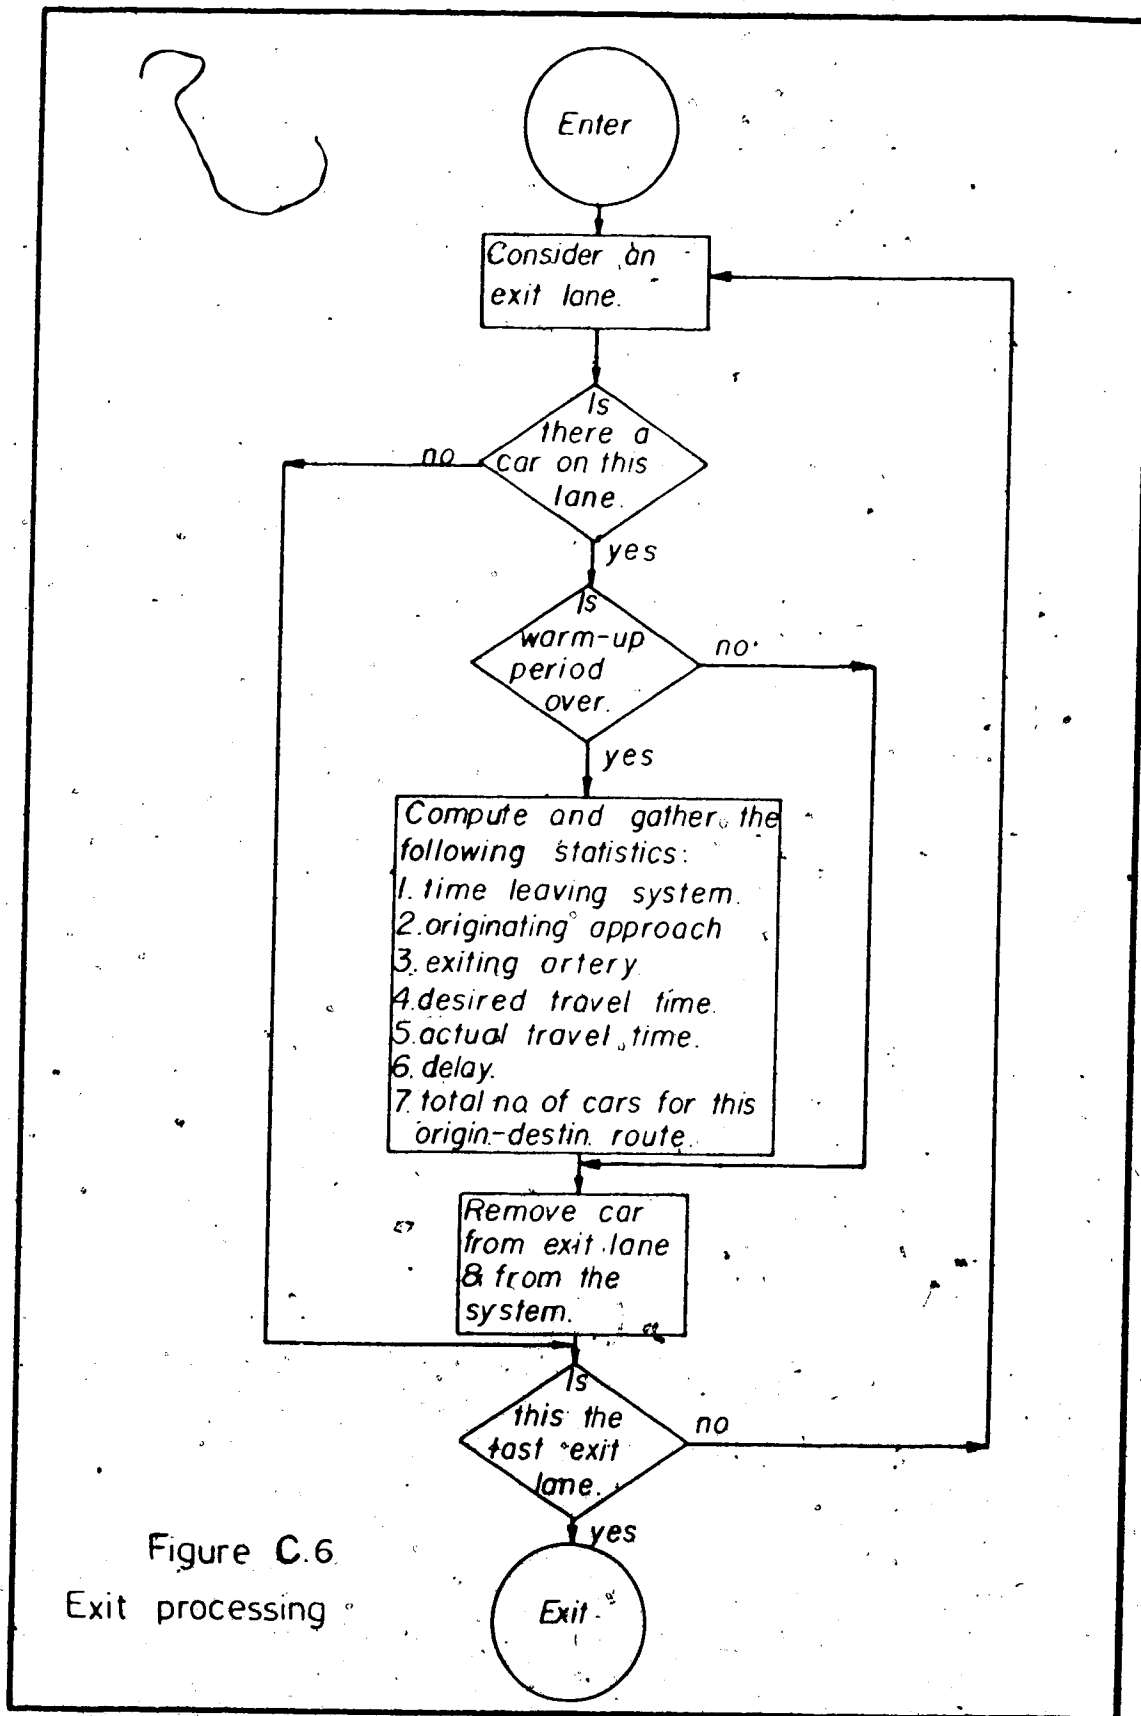 Enter
Consider an
exit lane.
Is
there a
car on this
lane.
no
yes
Is
warm-up
period
over.
no
yes
Compute and gather the
following statistics:
1. time leaving system.
2. originating approach
3. exiting artery
4. desired travel time.
5. actual travel time.
6. delay.
7. total no. of cars for this
origin-destin. route.
Remove car
from exit lane
& from the
system.
Is
this the
last exit
lane.
no
yes
Exit
Figure C.6
Exit processing